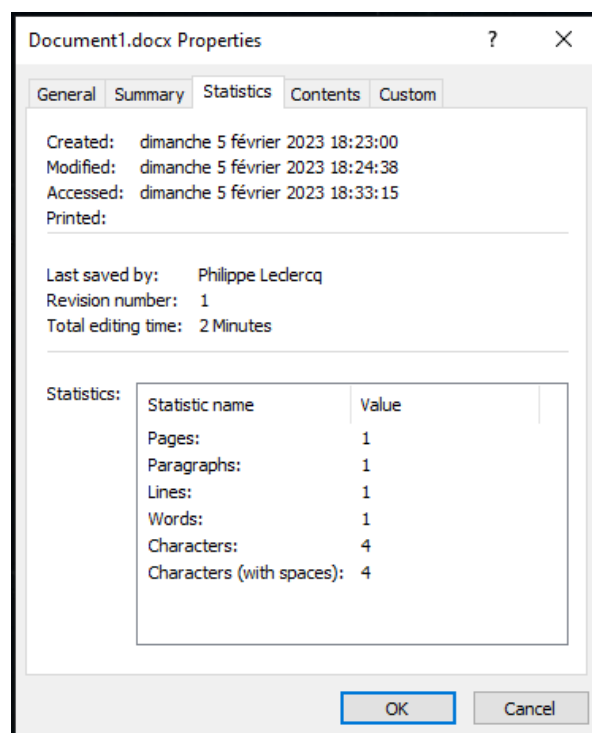 Document1.docx Properties ?
General Summary Statistics Contents Custom
Created: dimanche 5 février 2023 18:23:00
Modified: dimanche 5 février 2023 18:24:38
Accessed: dimanche 5 février 2023 18:33:15
Printed:
Last saved by: Philippe Leclercq
Revision number: 1
Total editing time: 2 Minutes
Statistics:
Statistic name Value
Pages: 1
Paragraphs: 1
Lines: 1
Words: 1
Characters: 4
Characters (with spaces): 4
OK Cancel